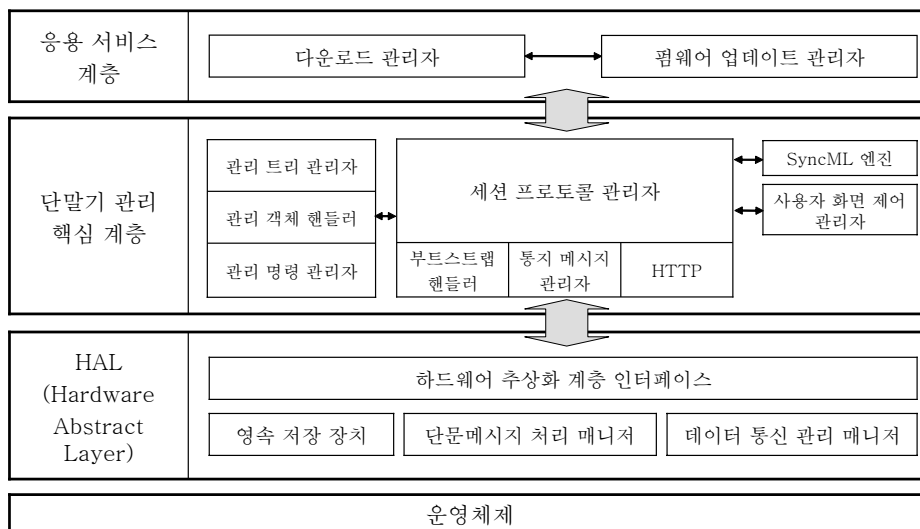 응용 서비스
계층
다운로드 관리자
펌웨어 업데이트 관리자
단말기 관리
핵심 계층
관리 트리 관리자
관리 객체 핸들러
관리 명령 관리자
세션 프로토콜 관리자
부트스트랩
핸들러
통지 메시지
관리자
HTTP
SyncML 엔진
사용자 화면 제어
관리자
HAL
(Hardware
Abstract
Layer)
하드웨어 추상화 계층 인터페이스
영속 저장 장치
단문메시지 처리 매니저
데이터 통신 관리 매니저
운영체제